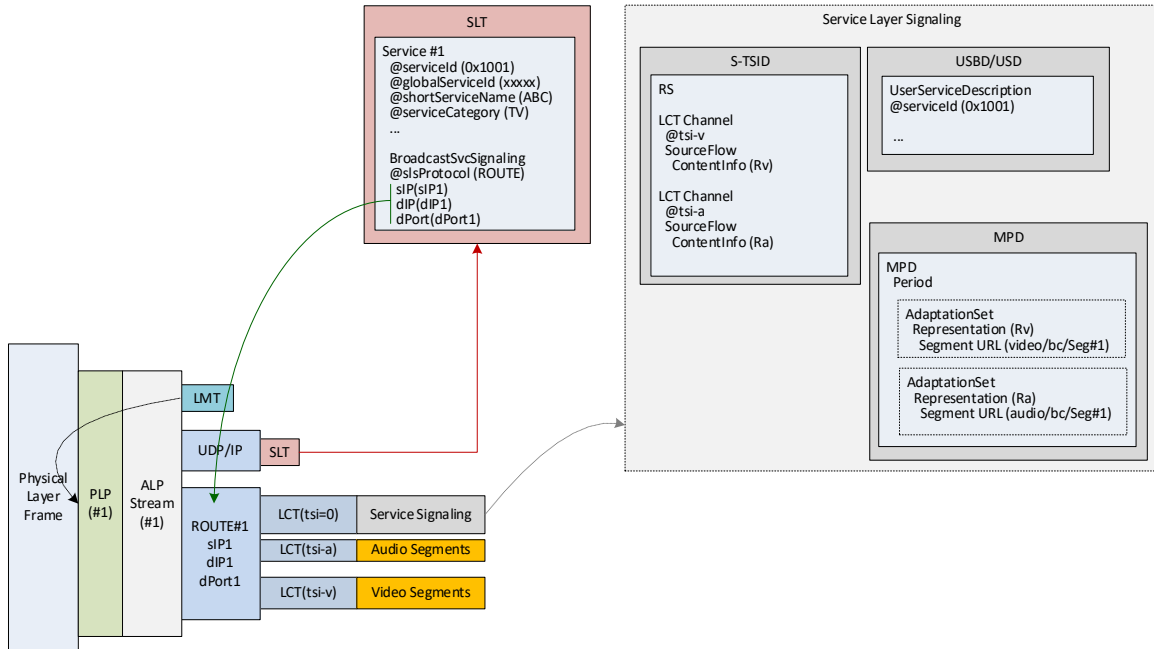 SLT
Service #1
@serviceId (0x1001)
@globalServiceId (xxxxx)
@shortServiceName (ABC)
@serviceCategory (TV)
...
BroadcastSvcSignaling
@slsProtocol (ROUTE)
sIP(sIP1)
dIP(dIP1)
dPort(dPort1)
Service Layer Signaling
S-TSID
RS
LCT Channel
@tsi-v
SourceFlow
ContentInfo (Rv)
LCT Channel
@tsi-a
SourceFlow
ContentInfo (Ra)
USBD/USD
UserServiceDescription
@serviceId (0x1001)
...
MPD
MPD
Period
AdaptationSet
Representation (Rv)
Segment URL (video/bc/Seg#1)
AdaptationSet
Representation (Ra)
Segment URL (audio/bc/Seg#1)
Physical
Layer
Frame
PLP
(#1)
ALP
Stream
(#1)
LMT
UDP/IP
SLT
ROUTE#1
sIP1
dIP1
dPort1
LCT(tsi=0)
Service Signaling
LCT(tsi-a)
Audio Segments
LCT(tsi-v)
Video Segments